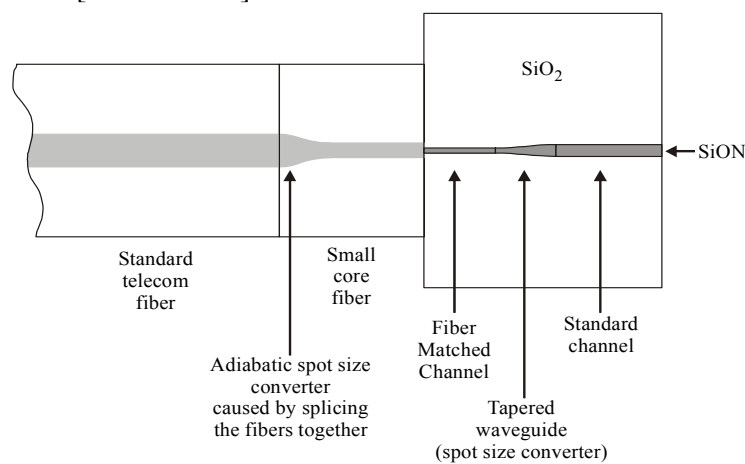 SiO2
SiON
Standard
telecom
fiber
Small
core
fiber
Adiabatic spot size
converter
caused by splicing
the fibers together
Fiber
Matched
Channel
Tapered
waveguide
(spot size converter)
Standard
channel